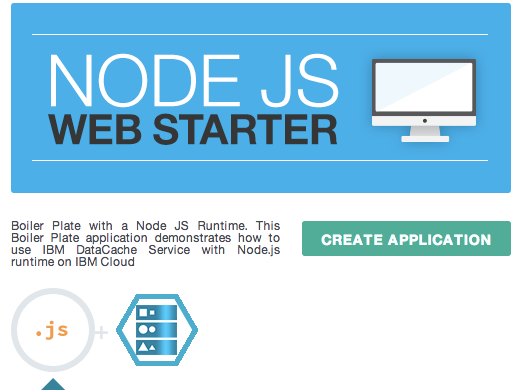 NODE JS
WEB STARTER
Boiler Plate with a Node JS Runtime. This
Boiler Plate application demonstrates how to
use IBM DataCache Service with Node.js
runtime on IBM Cloud
CREATE APPLICATION
.js
+